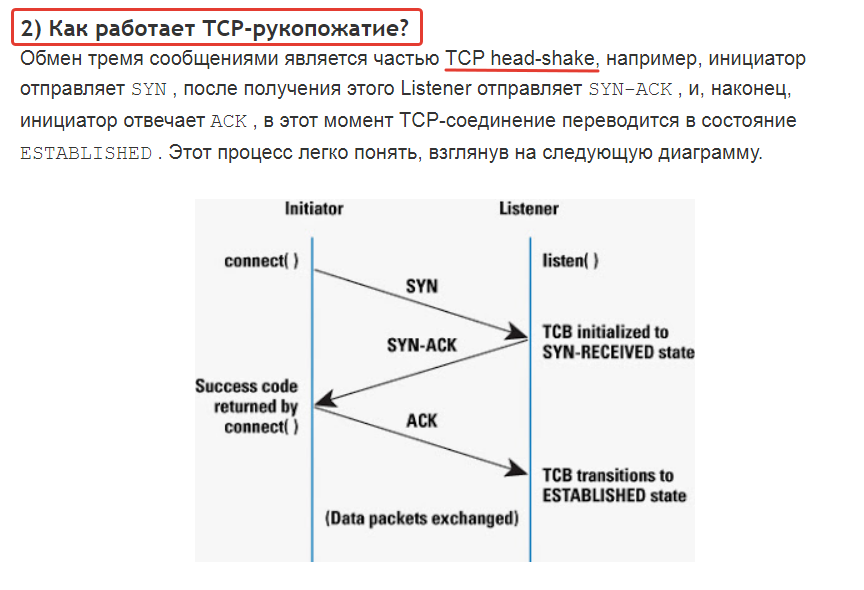 2) Как работает TCP-рукопожатие?
Обмен тремя сообщениями является частью TCP head-shake, например, инициатор
отправляет SYN , после получения этого Listener отправляет SYN-ACK , и, наконец,
инициатор отвечает ACK , в этот момент TCP-соединение переводится в состояние
ESTABLISHED . Этот процесс легко понять, взглянув на следующую диаграмму.
Initiator
Listener
connect( )
listen( )
SYN
TCB initialized to
SYN-RECEIVED state
SYN-ACK
Success code
returned by
connect( )
ACK
TCB transitions to
ESTABLISHED state
(Data packets exchanged)